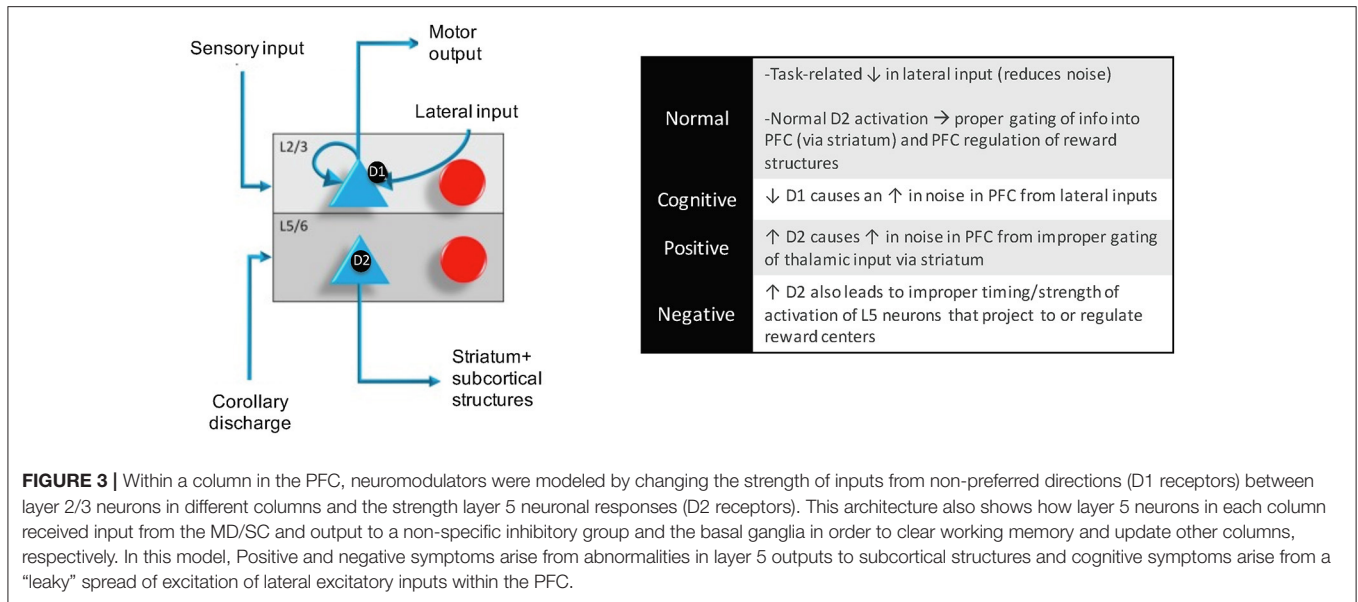 Sensory input
Motor
output
Lateral input
L2/3
D1
L5/6
D2
Corollary
discharge
Striatum+
subcortical
structures
Normal
-Task-related ↓ in lateral input (reduces noise)
-Normal D2 activation → proper gating of info into
PFC (via striatum) and PFC regulation of reward
structures
Cognitive
↓ D1 causes an ↑ in noise in PFC from lateral inputs
Positive
↑ D2 causes ↑ in noise in PFC from improper gating
of thalamic input via striatum
Negative
↑ D2 also leads to improper timing/strength of
activation of L5 neurons that project to or regulate
reward centers
FIGURE 3 | Within a column in the PFC, neuromodulators were modeled by changing the strength of inputs from non-preferred directions (D1 receptors) between
layer 2/3 neurons in different columns and the strength layer 5 neuronal responses (D2 receptors). This architecture also shows how layer 5 neurons in each column
received input from the MD/SC and output to a non-specific inhibitory group and the basal ganglia in order to clear working memory and update other columns,
respectively. In this model, Positive and negative symptoms arise from abnormalities in layer 5 outputs to subcortical structures and cognitive symptoms arise from a
“leaky” spread of excitation of lateral excitatory inputs within the PFC.